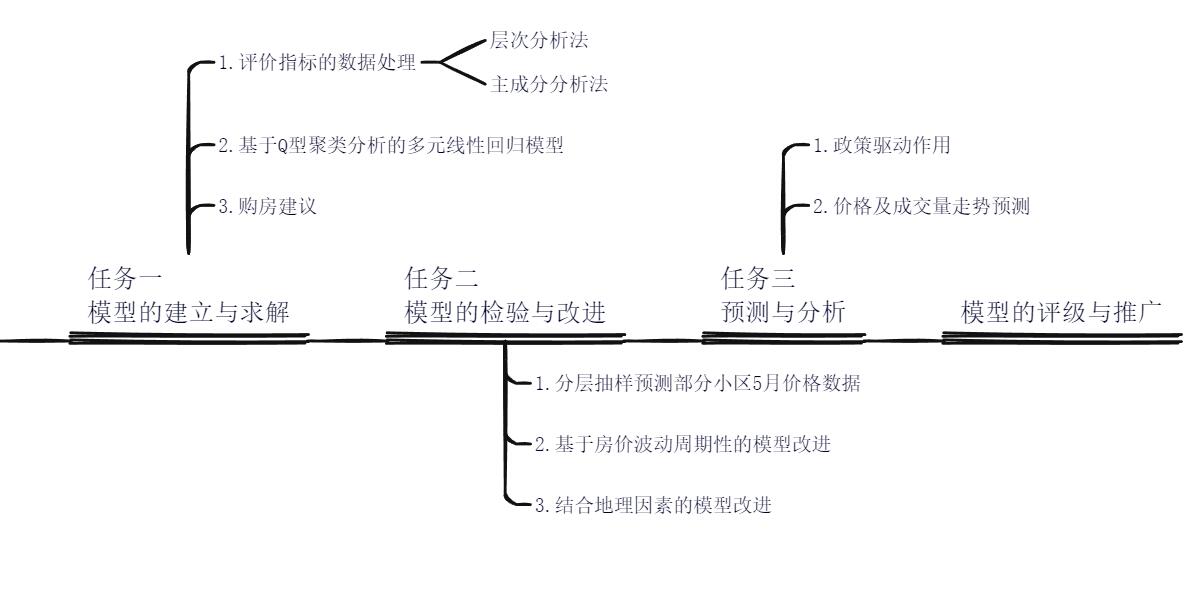 层次分析法
1.评价指标的数据处理
主成分分析法
2.基于Q型聚类分析的多元线性回归模型
3.购房建议
任务一
模型的建立与求解
任务二
模型的检验与改进
1.分层抽样预测部分小区5月价格数据
2.基于房价波动周期性的模型改进
3.结合地理因素的模型改进
1.政策驱动作用
2.价格及成交量走势预测
任务三
预测与分析
模型的评级与推广